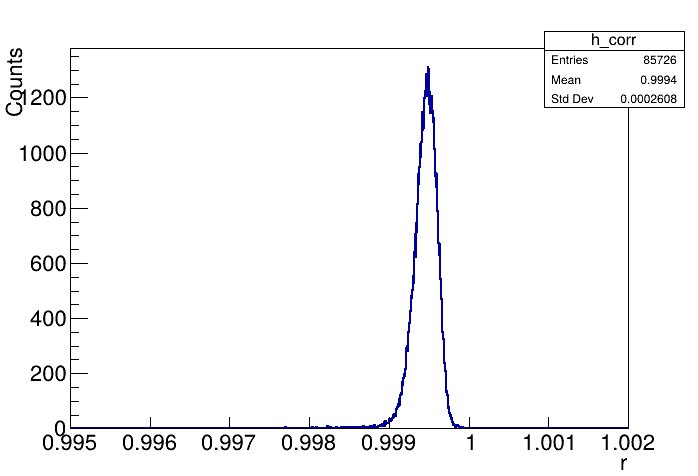 h_corr
Entries 85726
Mean 0.9994
Std Dev 0.0002608
Counts
1200
1000
800
600
400
200
0
0.995 0.996 0.997 0.998 0.999 1 1.001 1.002
r